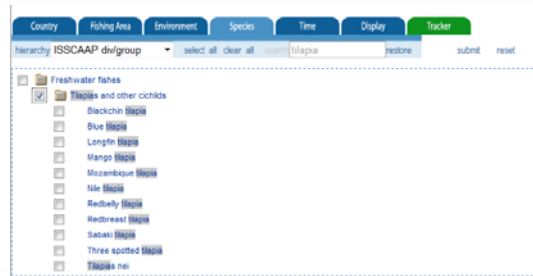 Country Fishing Area Environment Species Time Display Tracker
hierarchy ISSCAAP div/group select all clear all search tilapia restore submit reset
Freshwater fishes
Tilapias and other cichlids
Blackchin tilapia
Blue tilapia
Longfin tilapia
Mango tilapia
Mozambique tilapia
Nile tilapia
Redbelly tilapia
Redbreast tilapia
Sabaki tilapia
Three spotted tilapia
Tilapias nei